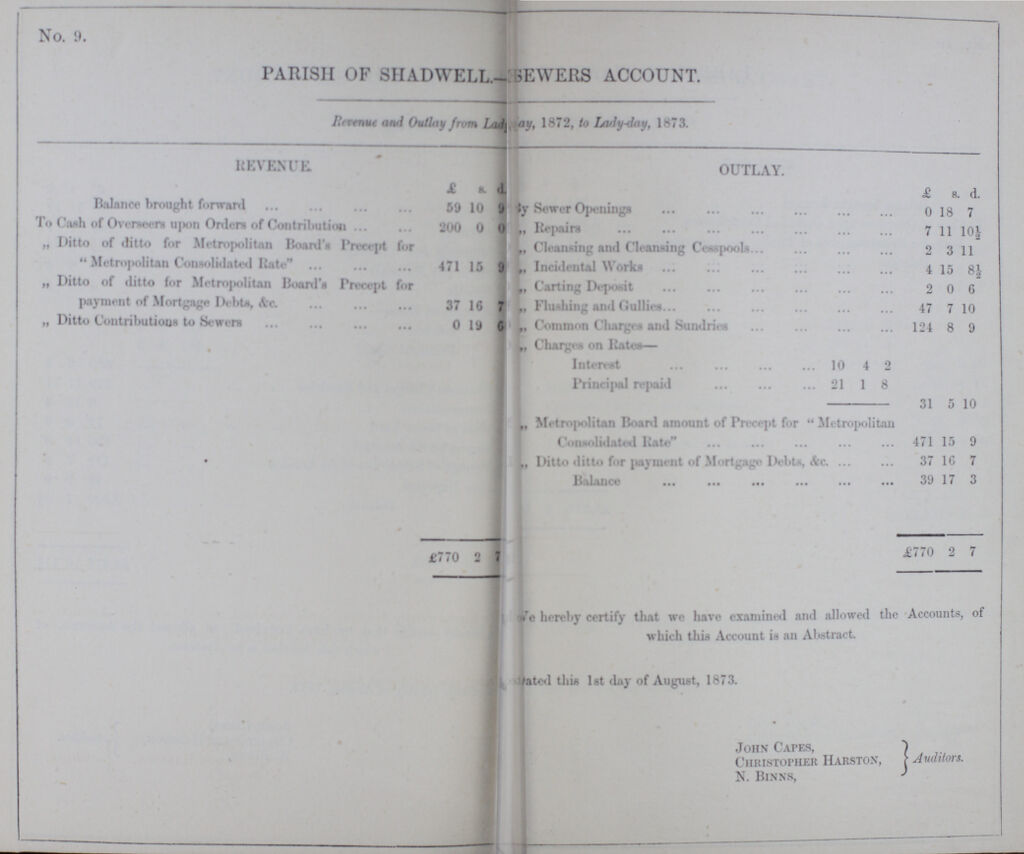 No. 9.
PARISH OF SHADWELL.—SEWERS ACCOUNT.
Revenue and Outlay from Lady-day, 1872, to Lady-day, 1873.
REVENUE.
£ s. d.
Balance brought forward ... ... ... ... 59 10 9
To Cash of Overseers upon Orders of Contribution ... ... 200 0 0
„ Ditto of ditto for Metropolitan Board's Precept for
"Metropolitan Consolidated Rate" ... ... ... 471 15 9
„ Ditto of ditto for Metropolitan Board's Precept for
payment of Mortgage Debts, &c. ... ... ... 37 16 7
„ Ditto Contributions to Sewers ... ... ... ... 0 19 6
£770 2 7
OUTLAY.
£ s. d.
By Sewer Openings ... ... ... ... ... ... 0 18 7
„ Repairs ... ... ... ... ... ... ... 7 11 10½
„ Cleansing and Cleansing Cesspools... ... ... ... 2 3 11
„ Incidental Works ... ... ... ... ... ... 4 15 8½
„ Carting Deposit ... ... ... ... ... ... 2 0 6
„ Flushing and Gullies... ... ... ... ... ... 47 7 10
„ Common Charges and Sundries ... ... ... ... 124 8 9
„ Charges on Rates—
Interest ... ... ... ... 10 4 2
Principal repaid ... ... ... 21 1 8
31 5 10
„ Metropolitan Board amount of Precept for "Metropolitan
Consolidated Rate" ... ... ... ... ... 471 15 9
„ Ditto ditto for payment of Mortgage Debts, &c. ... ... 37 16 7
Balance ... ... ... ... ... ... 39 17 3
£770 2 7
We hereby certify that we have examined and allowed the Accounts, of
which this Account is an Abstract.
Dated this 1st day of August, 1873.
JOHN CAPES,
CHRISTOPHER HARSTON,
N. BINNS,
} Auditors.